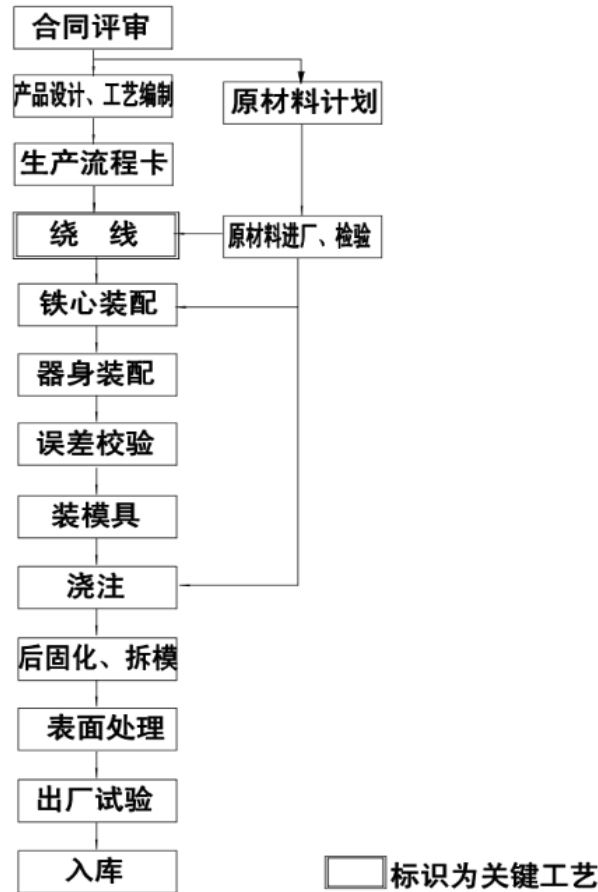 合同评审
产品设计、工艺编制
原材料计划
生产流程卡
绕 线
原材料进厂、检验
铁心装配
器身装配
误差校验
装模具
浇注
后固化、拆模
表面处理
出厂试验
入库
标识为关键工艺